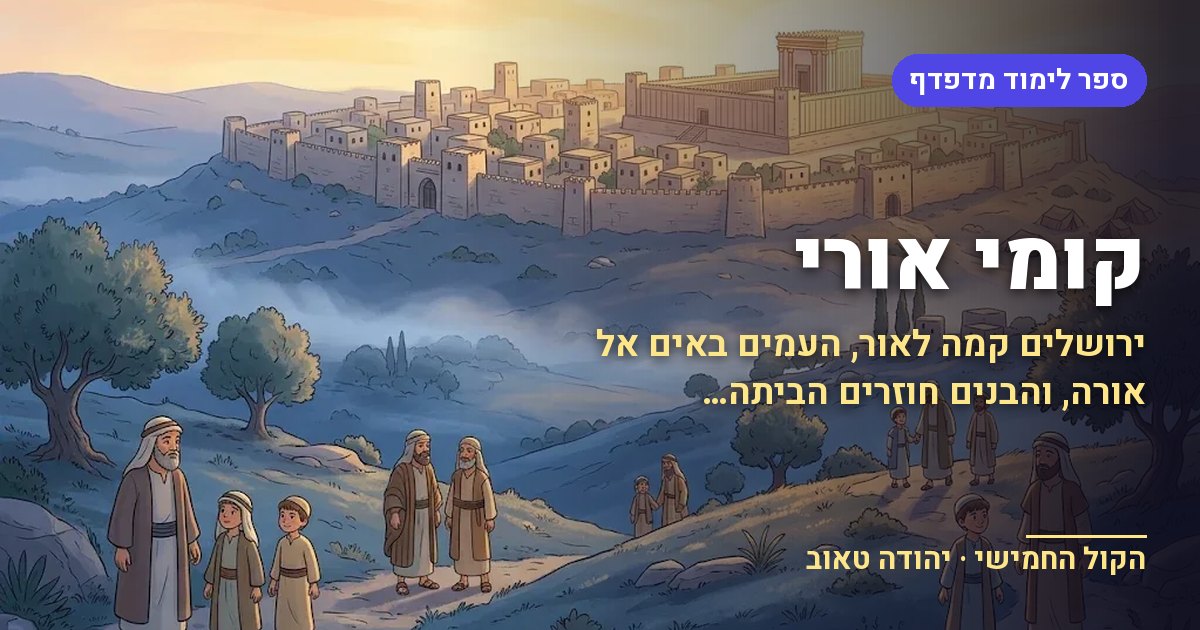 ספר לימוד מדפדף
קומי אורי
ירושלים קמה לאור, העמים באים אל
אורה, והבנים חוזרים הביתה...
הקול החמישי · יהודה טאוב